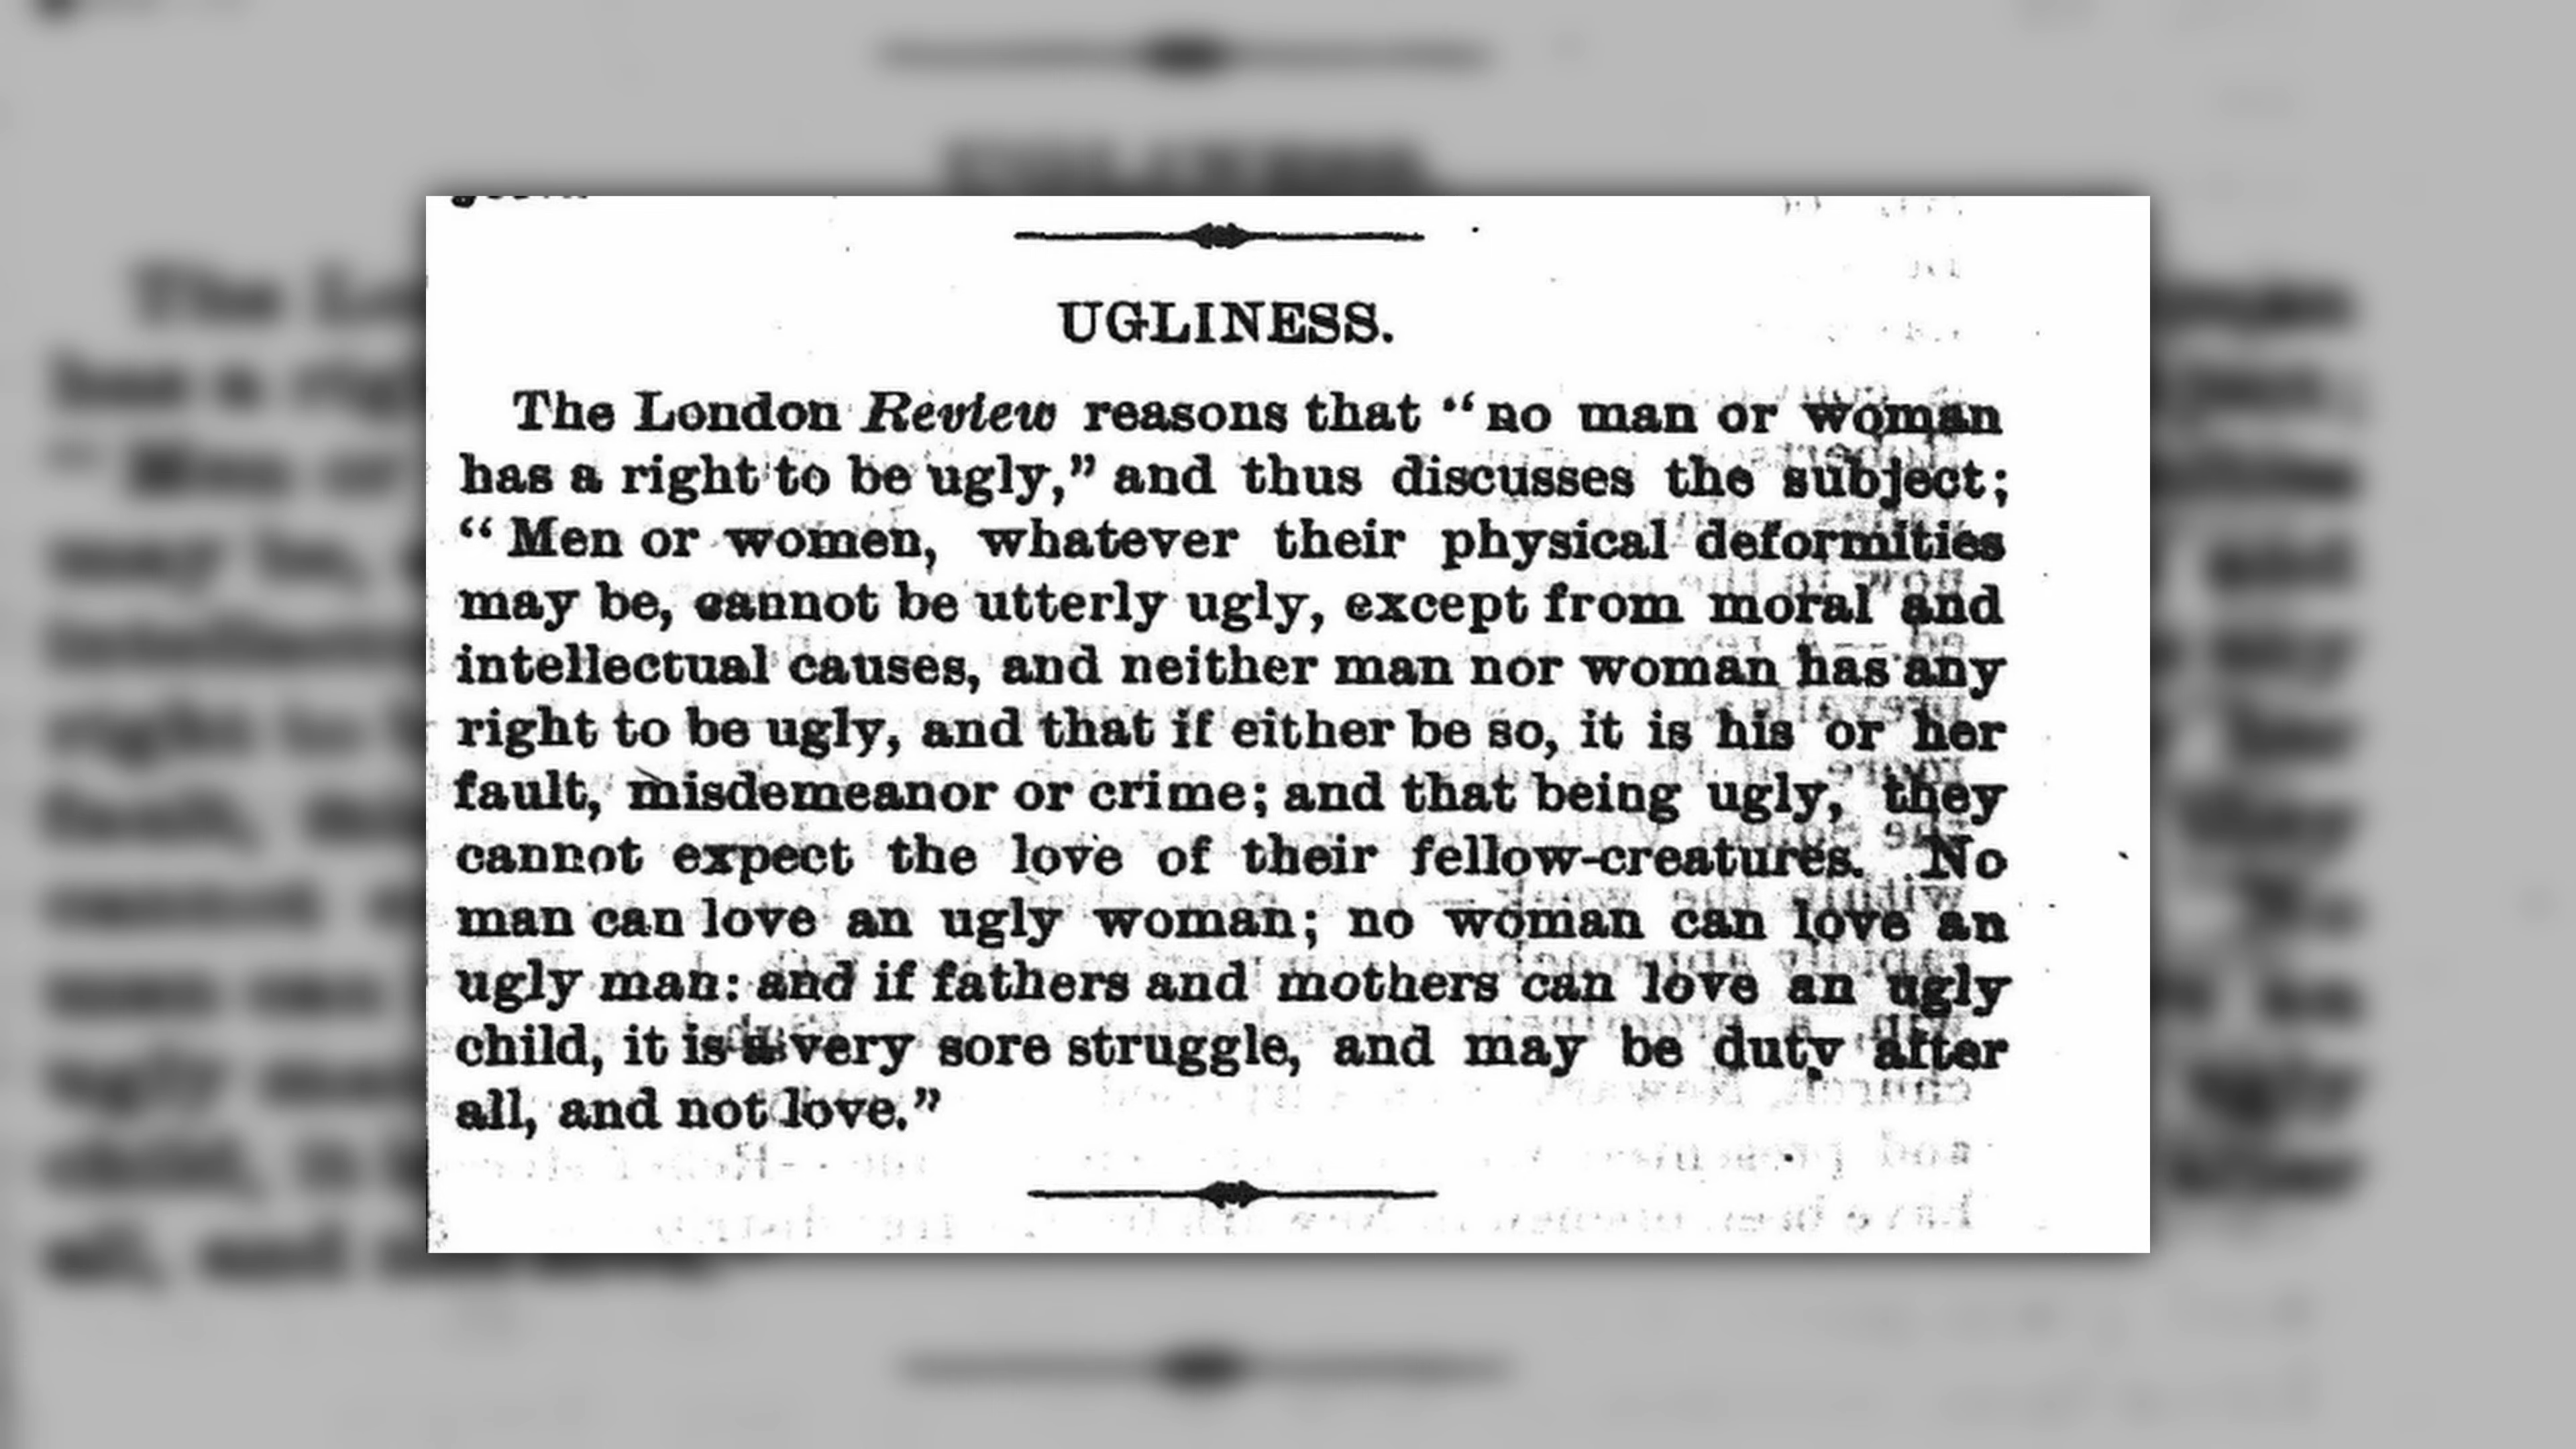 UGLINESS.
The London Review reasons that “no man or woman
has a right to be ugly,” and thus discusses the subject;
“Men or women, whatever their physical deformities
may be, cannot be utterly ugly, except from moral and
intellectual causes, and neither man nor woman has any
right to be ugly, and that if either be so, it is his or her
fault, misdemeanor or crime; and that being ugly, they
cannot expect the love of their fellow-creatures. No
man can love an ugly woman; no woman can love an
ugly man: and if fathers and mothers can love an ugly
child, it is a very sore struggle, and may be duty after
all, and not love.”